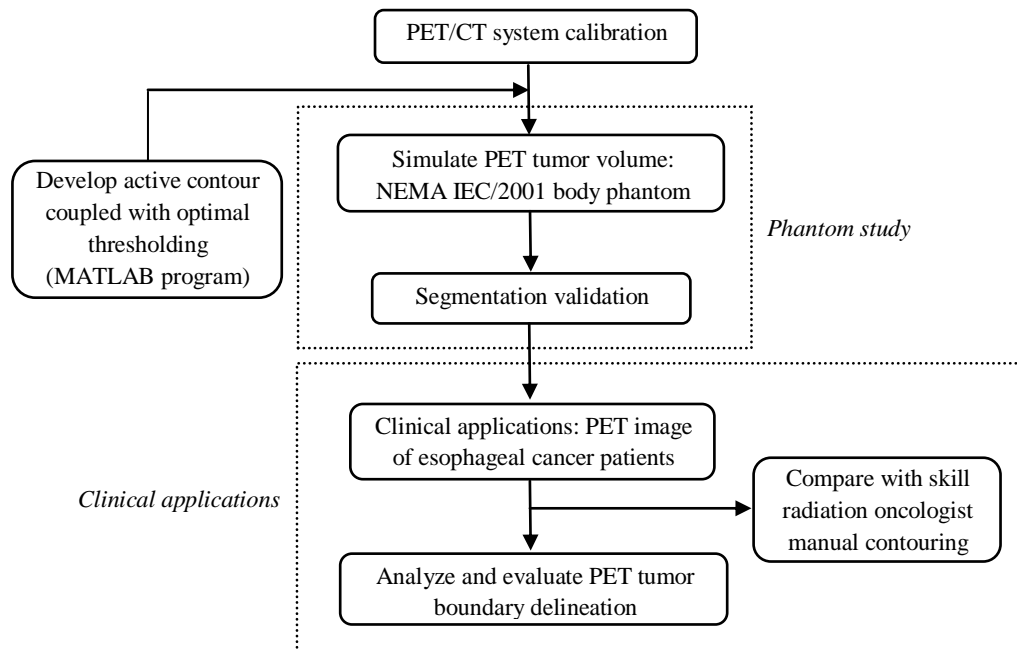 PET/CT system calibration
Simulate PET tumor volume:
NEMA IEC/2001 body phantom
Develop active contour
coupled with optimal
thresholding
(MATLAB program)
Phantom study
Segmentation validation
Clinical applications: PET image
of esophageal cancer patients
Clinical applications
Compare with skill
radiation oncologist
manual contouring
Analyze and evaluate PET tumor
boundary delineation